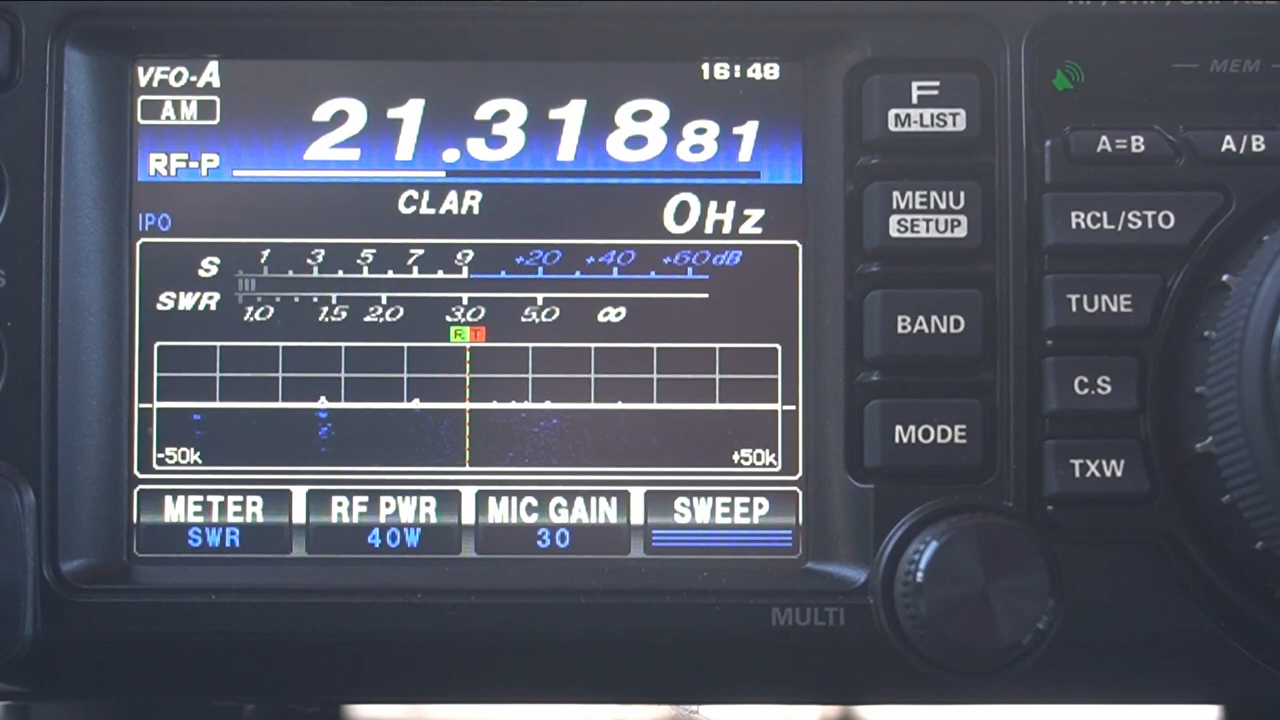 VFO-A
16:48
AM
21.318 81
RF-P
CLAR
0Hz
IPO
S 1 3 5 7 9 +20 +40 +60dB
SWR 1.0 1.5 2.0 3.0 5.0 ∞
R T
-50k +50k
METER
SWR
RF PWR
40W
MIC GAIN
30
SWEEP
F
M-LIST
MENU
SETUP
BAND
MODE
MULTI
MEM
A=B
A/B
RCL/STO
TUNE
C.S
TXW